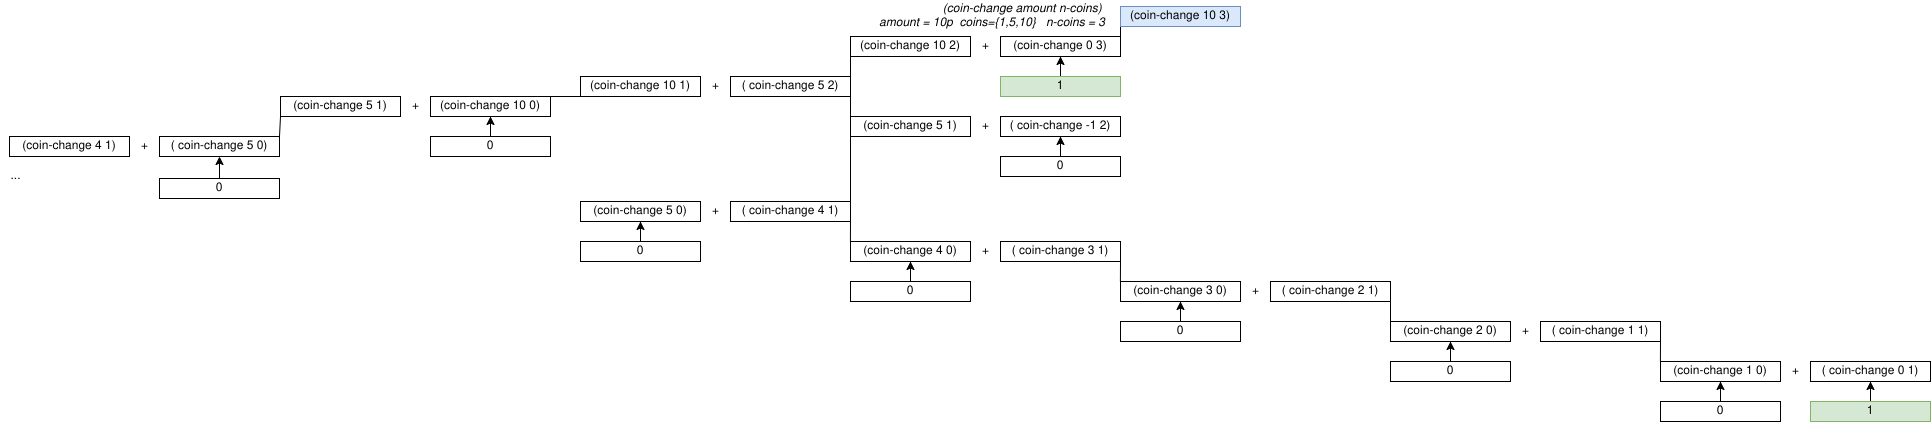 (coin-change amount n-coins)
amount = 10p  coins={1,5,10}   n-coins = 3
(coin-change 10 3)
(coin-change 10 2) + (coin-change 0 3)
(coin-change 10 1) + ( coin-change 5 2)
1
(coin-change 5 1) + (coin-change 10 0)
(coin-change 5 1) + ( coin-change -1 2)
(coin-change 4 1) + ( coin-change 5 0)
0
0
...
0
(coin-change 5 0) + ( coin-change 4 1)
0
(coin-change 4 0) + ( coin-change 3 1)
0
(coin-change 3 0) + ( coin-change 2 1)
0
(coin-change 2 0) + ( coin-change 1 1)
0
(coin-change 1 0) + ( coin-change 0 1)
0
1